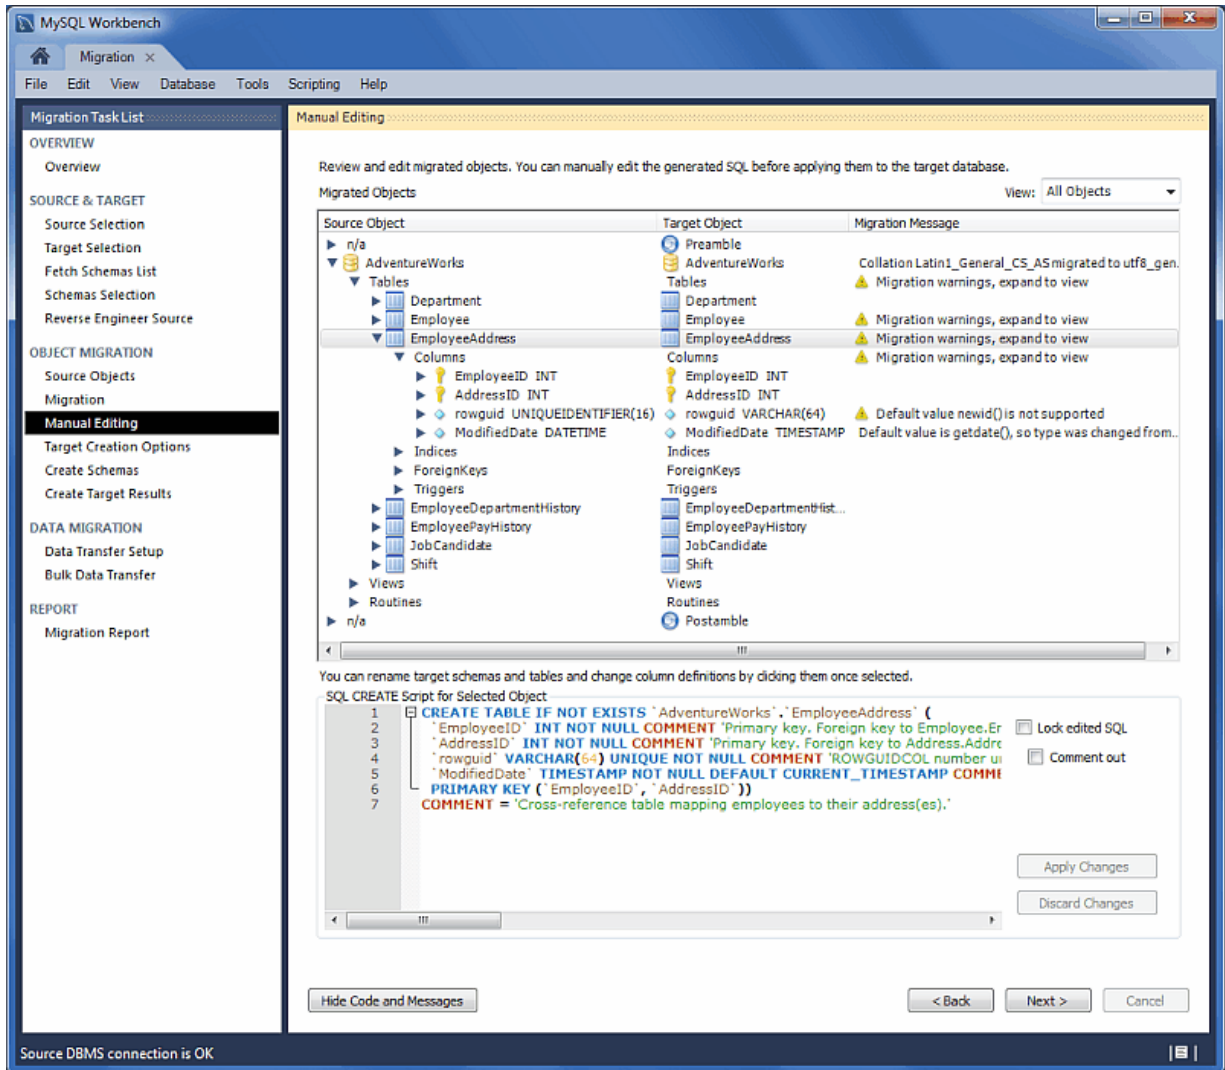 MySQL Workbench
Migration
File Edit View Database Tools Scripting Help
Migration Task List
OVERVIEW
Overview
SOURCE & TARGET
Source Selection
Target Selection
Fetch Schemas List
Schemas Selection
Reverse Engineer Source
OBJECT MIGRATION
Source Objects
Migration
Manual Editing
Target Creation Options
Create Schemas
Create Target Results
DATA MIGRATION
Data Transfer Setup
Bulk Data Transfer
REPORT
Migration Report
Manual Editing
Review and edit migrated objects. You can manually edit the generated SQL before applying them to the target database.
Migrated Objects View: All Objects
Source Object Target Object Migration Message
n/a Preamble
AdventureWorks AdventureWorks Collation Latin1_General_CS_AS migrated to utf8_gen.
Tables Tables Migration warnings, expand to view
Department Department
Employee Employee Migration warnings, expand to view
EmployeeAddress EmployeeAddress Migration warnings, expand to view
Columns Columns Migration warnings, expand to view
EmployeeID INT EmployeeID INT
AddressID INT AddressID INT
rowguid UNIQUEIDENTIFIER(16) rowguid VARCHAR(64) Default value newid() is not supported
ModifiedDate DATETIME ModifiedDate TIMESTAMP Default value is getdate(), so type was changed from..
Indices Indices
ForeignKeys ForeignKeys
Triggers Triggers
EmployeeDepartmentHistory EmployeeDepartmentHist...
EmployeePayHistory EmployeePayHistory
JobCandidate JobCandidate
Shift Shift
Views Views
Routines Routines
n/a Postamble
You can rename target schemas and tables and change column definitions by clicking them once selected.
SQL CREATE Script for Selected Object
1 CREATE TABLE IF NOT EXISTS `AdventureWorks`.`EmployeeAddress` (
2 `EmployeeID` INT NOT NULL COMMENT 'Primary key. Foreign key to Employee.Er
3 `AddressID` INT NOT NULL COMMENT 'Primary key. Foreign key to Address.Addre
4 `rowguid` VARCHAR(64) UNIQUE NOT NULL COMMENT 'ROWGUIDCOL number u
5 `ModifiedDate` TIMESTAMP NOT NULL DEFAULT CURRENT_TIMESTAMP COMME
6 PRIMARY KEY (`EmployeeID`, `AddressID`))
7 COMMENT = 'Cross-reference table mapping employees to their address(es).'
Lock edited SQL
Comment out
Apply Changes
Discard Changes
Hide Code and Messages < Back Next > Cancel
Source DBMS connection is OK